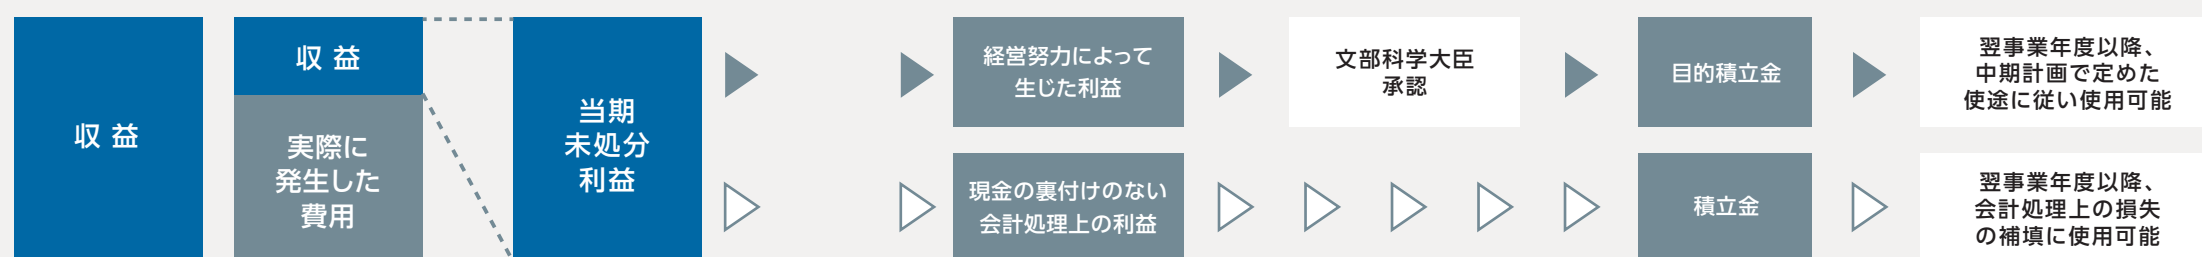 収 益
収 益
実際に
発生した
費用
当期
未処分
利益
経営努力によって
生じた利益
文部科学大臣
承認
目的積立金
翌事業年度以降、
中期計画で定めた
使途に従い使用可能
現金の裏付けのない
会計処理上の利益
積立金
翌事業年度以降、
会計処理上の損失
の補填に使用可能